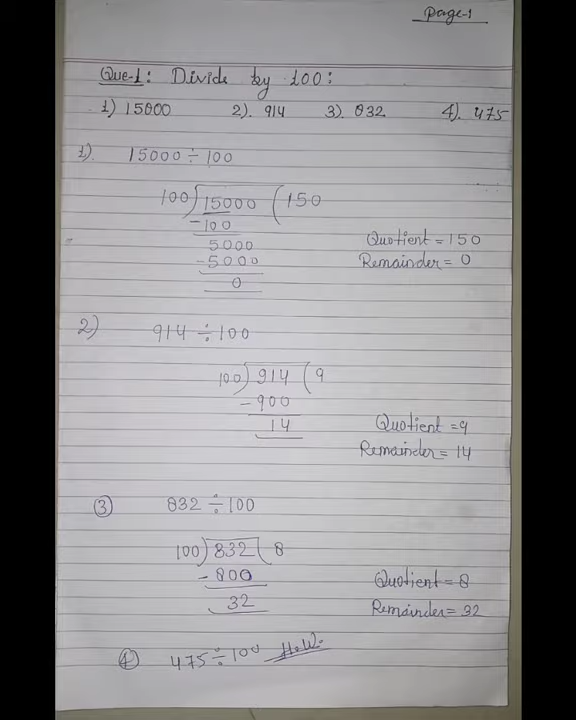 Page-1
Que-1: Divide by 100:
1) 15000 2). 914 3). 832 4). 475
1). 15000 ÷ 100
100)15000(150
-100
5000
-5000
0
Quotient = 150
Remainder = 0
2) 914 ÷ 100
100)914(9
-900
14
Quotient = 9
Remainder = 14
3 832 ÷ 100
100)832(8
-800
32
Quotient = 8
Remainder = 32
4 475 ÷ 100 H.W.